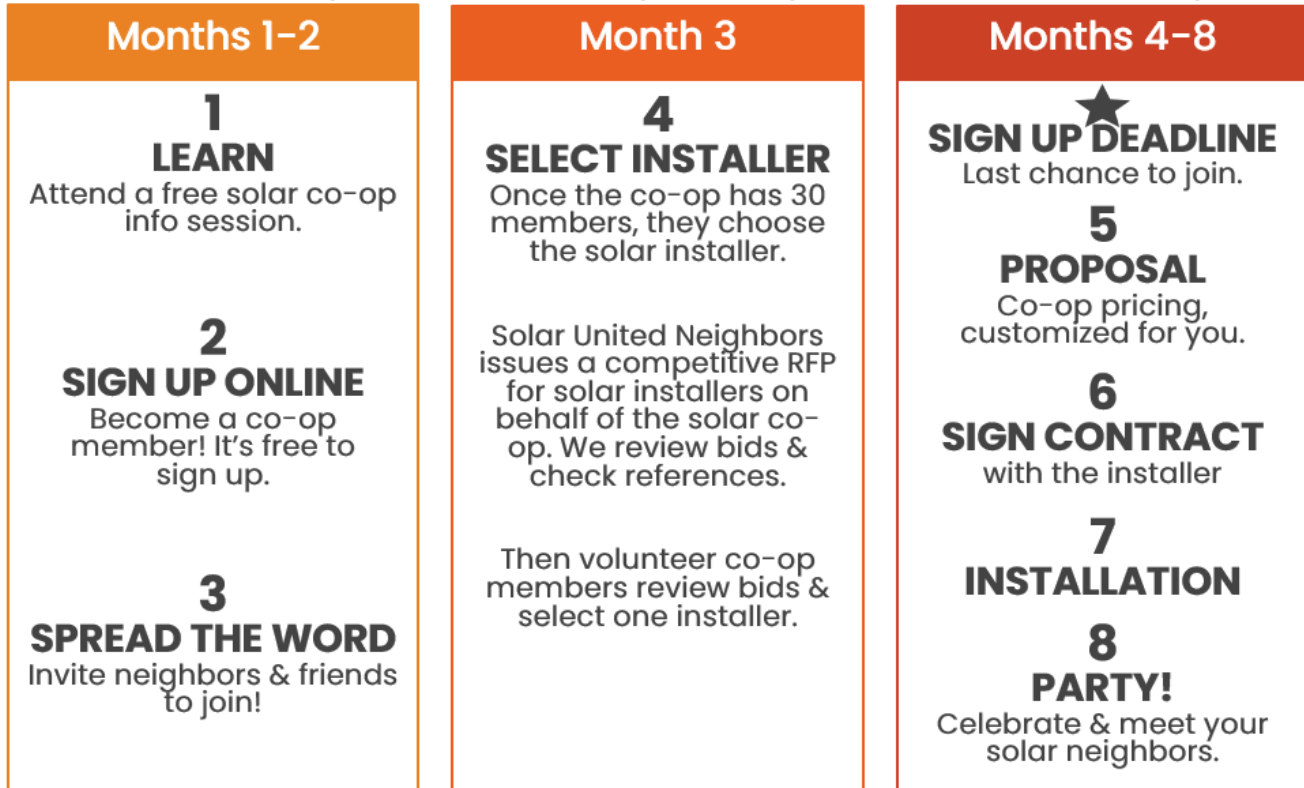 Months 1-2
1
LEARN
Attend a free solar co-op
info session.
2
SIGN UP ONLINE
Become a co-op
member! It's free to
sign up.
3
SPREAD THE WORD
Invite neighbors & friends
to join!
Month 3
4
SELECT INSTALLER
Once the co-op has 30
members, they choose
the solar installer.
Solar United Neighbors
issues a competitive RFP
for solar installers on
behalf of the solar co-
op. We review bids &
check references.
Then volunteer co-op
members review bids &
select one installer.
Months 4-8
SIGN UP DEADLINE
Last chance to join.
5
PROPOSAL
Co-op pricing,
customized for you.
6
SIGN CONTRACT
with the installer
7
INSTALLATION
8
PARTY!
Celebrate & meet your
solar neighbors.